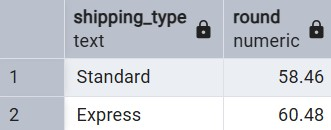 shipping_type round
text numeric
1 Standard 58.46
2 Express 60.48